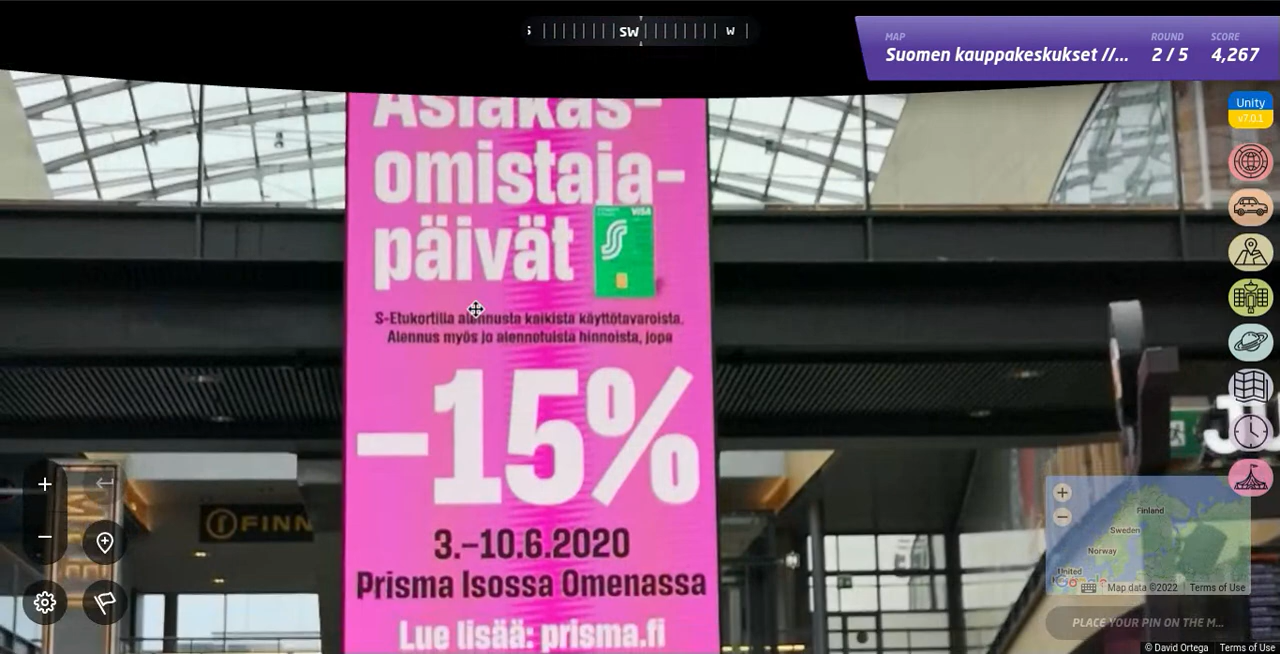 SW
W
MAP
Suomen kauppakeskukset //...
ROUND
2 / 5
SCORE
4,267
Unity
v7.0.1
Asiakas-
omistaja-
päivät
VISA
S-Etukortilla alennusta kaikista käyttötavaroista.
Alennus myös jo alennetuista hinnoista, jopa
-15%
FINN
3.-10.6.2020
Prisma Isossa Omenassa
Lue lisää: prisma.fi
Finland
Sweden
Norway
United
Google
Map data ©2022
Terms of Use
PLACE YOUR PIN ON THE M...
© David Ortega
Terms of Use